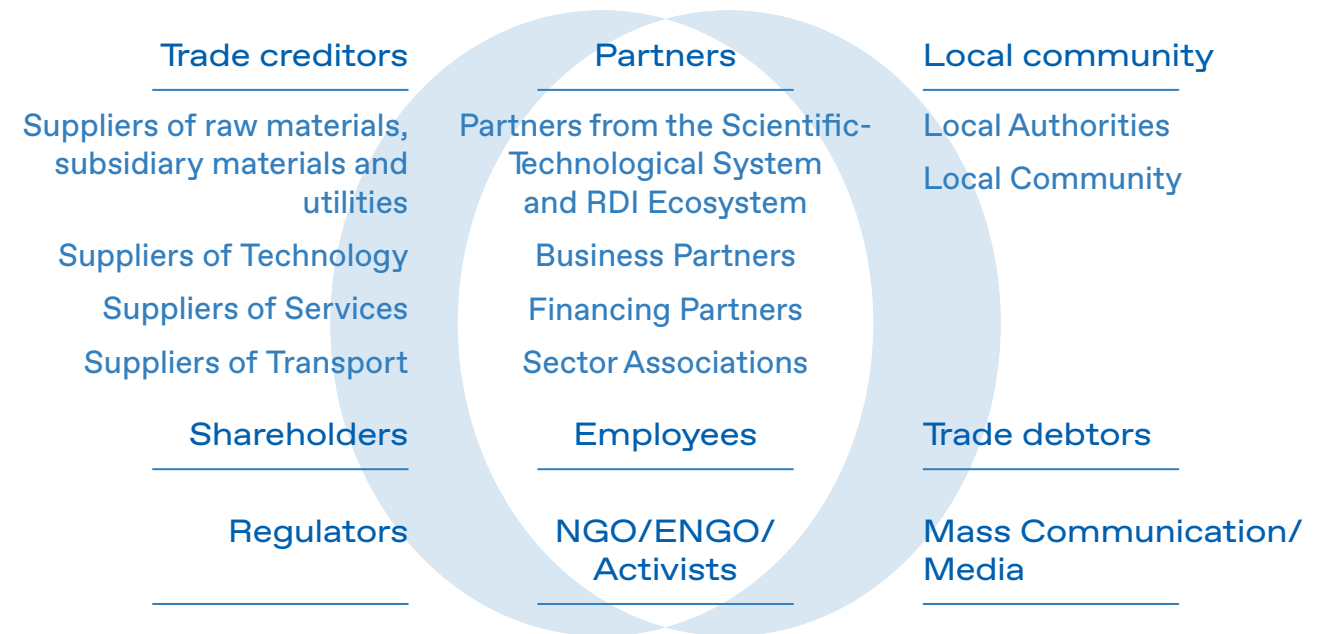 Trade creditors
Suppliers of raw materials,
subsidiary materials and
utilities
Suppliers of Technology
Suppliers of Services
Suppliers of Transport
Partners
Partners from the Scientific-
Technological System
and RDI Ecosystem
Business Partners
Financing Partners
Sector Associations
Local community
Local Authorities
Local Community
Shareholders
Employees
Trade debtors
Regulators
NGO/ENGO/
Activists
Mass Communication/
Media